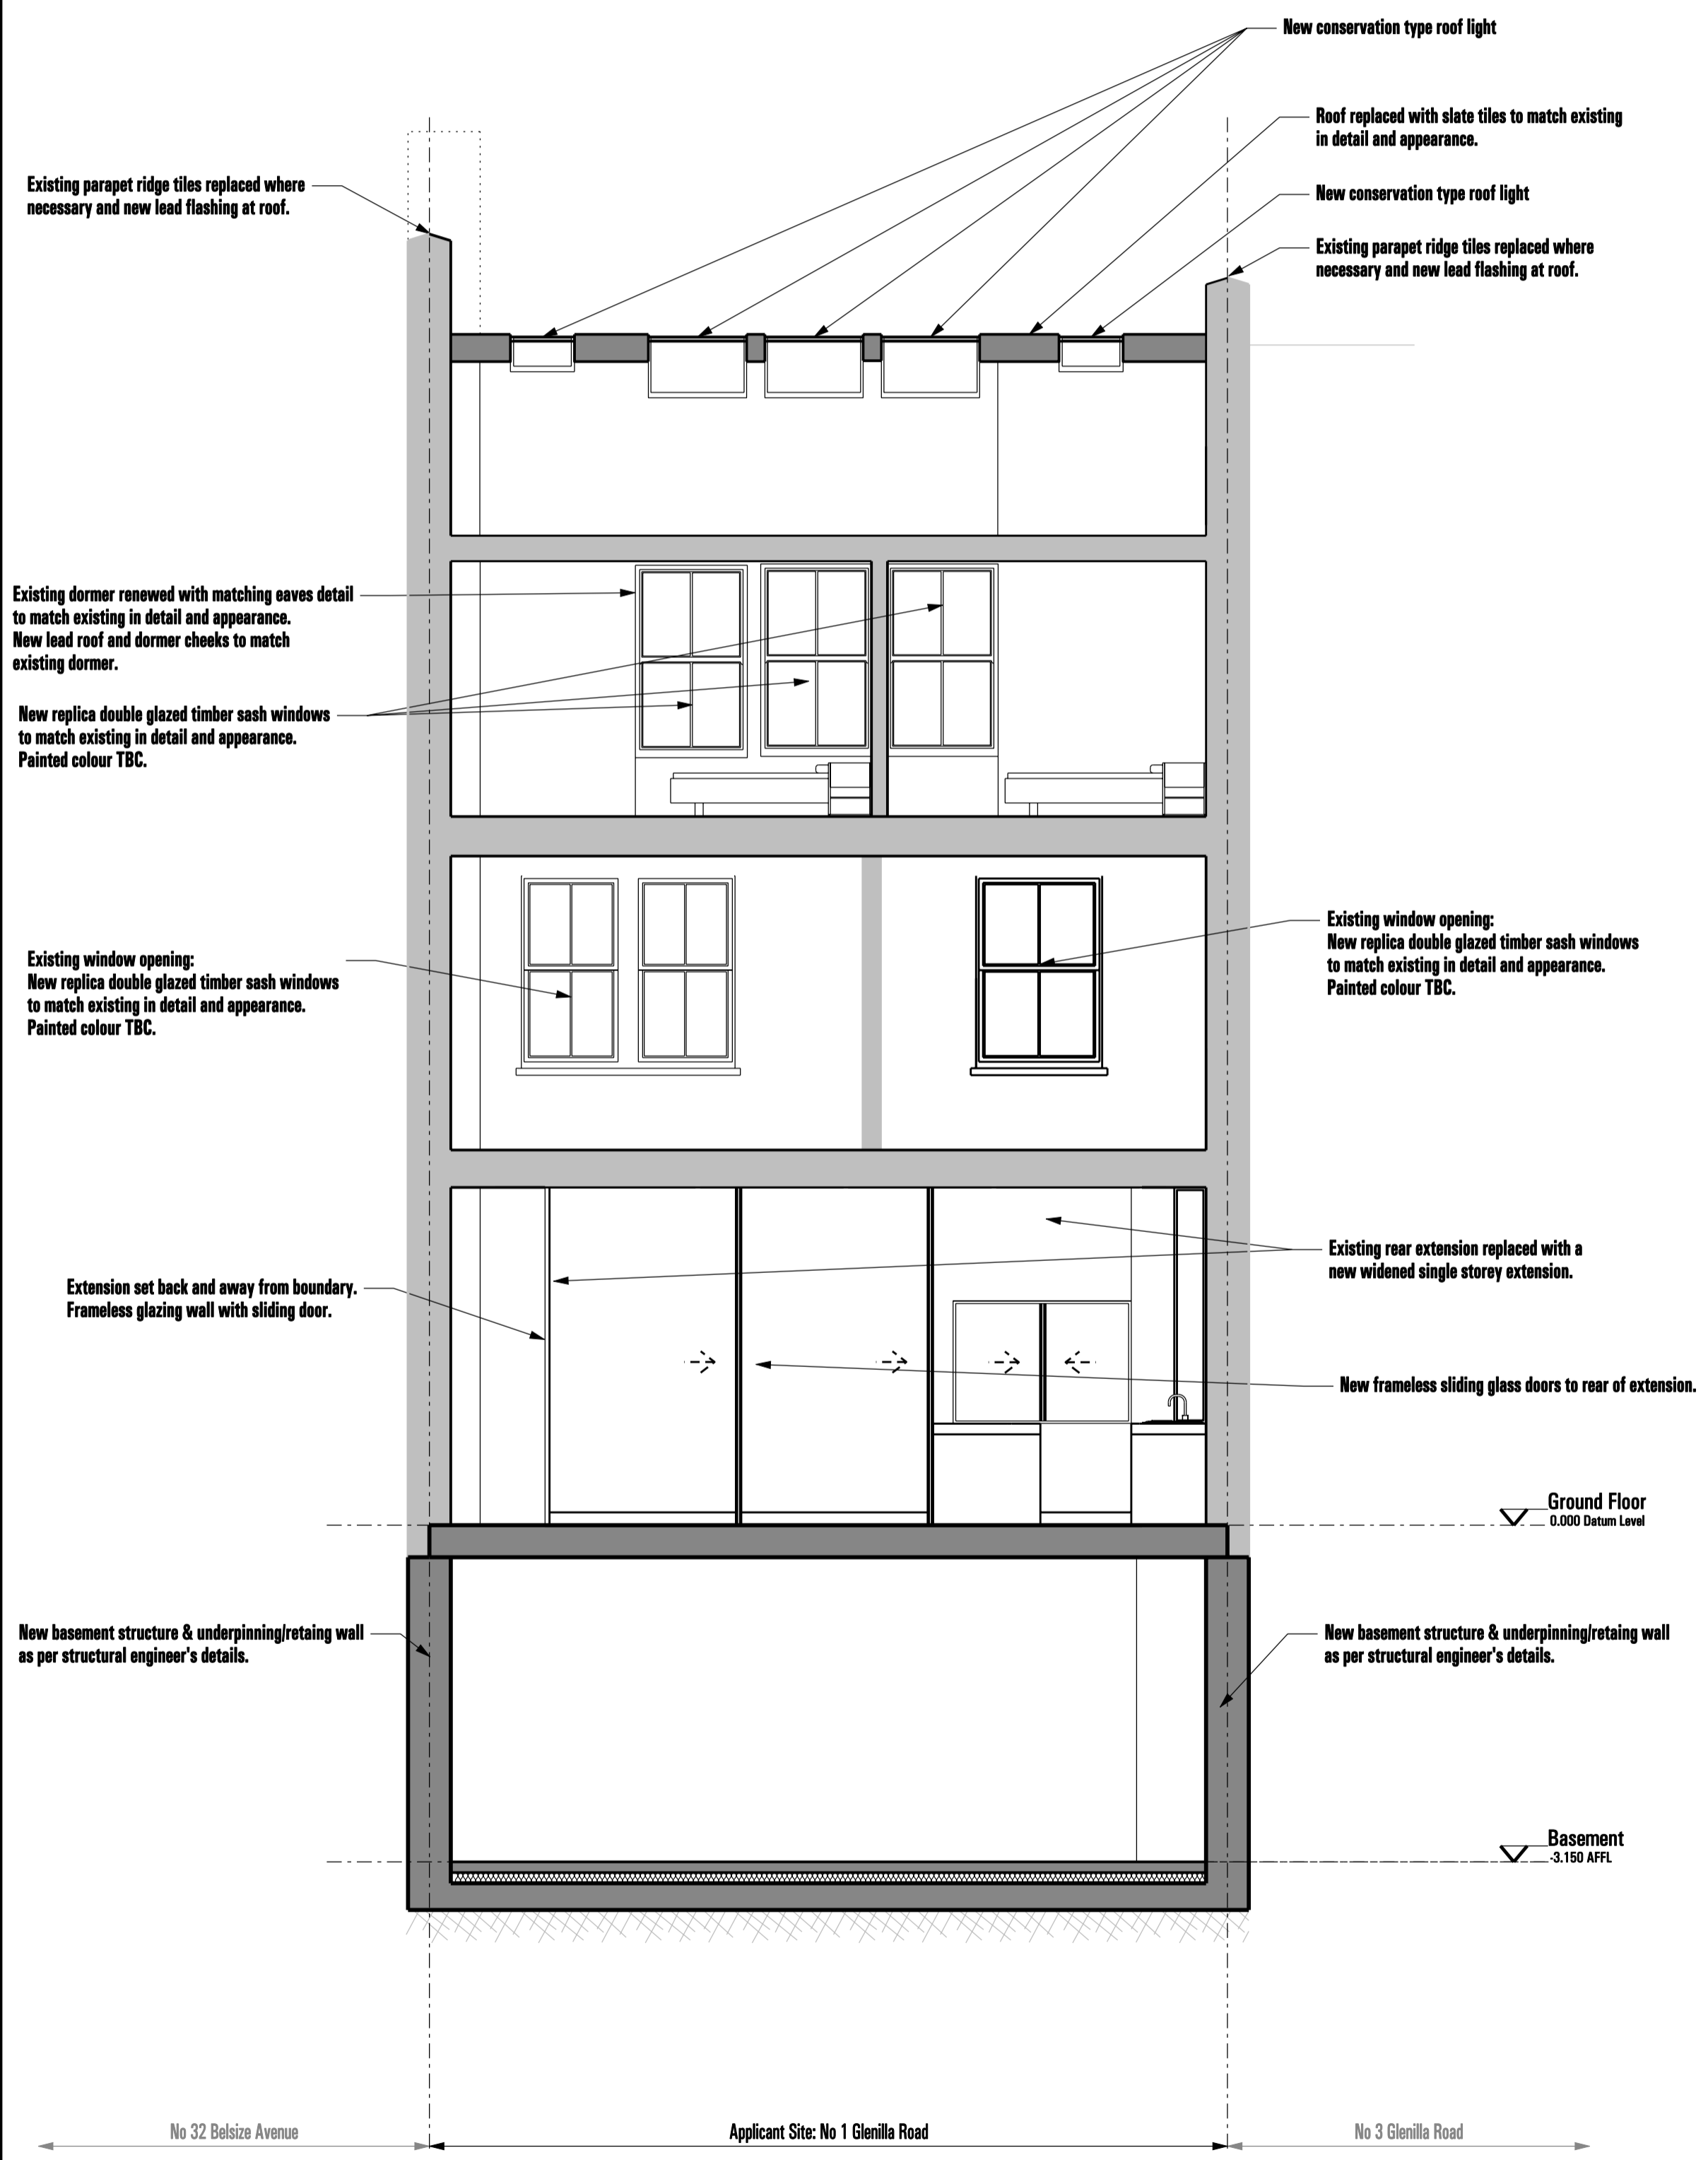 New conservation type roof light
Roof replaced with slate tiles to match existing
in detail and appearance.
Existing parapet ridge tiles replaced where
necessary and new lead flashing at roof.
New conservation type roof light
Existing parapet ridge tiles replaced where
necessary and new lead flashing at roof.
Existing dormer renewed with matching eaves detail
to match existing in detail and appearance.
New lead roof and dormer cheeks to match
existing dormer.
New replica double glazed timber sash windows
to match existing in detail and appearance.
Painted colour TBC.
Existing window opening:
New replica double glazed timber sash windows
to match existing in detail and appearance.
Painted colour TBC.
Existing window opening:
New replica double glazed timber sash windows
to match existing in detail and appearance.
Painted colour TBC.
Existing rear extension replaced with a
new widened single storey extension.
Extension set back and away from boundary.
Frameless glazing wall with sliding door.
New frameless sliding glass doors to rear of extension.
Ground Floor
0.000 Datum Level
New basement structure & underpinning/retaing wall
as per structural engineer's details.
New basement structure & underpinning/retaing wall
as per structural engineer's details.
Basement
-3.150 AFFL
No 32 Belsize Avenue
Applicant Site: No 1 Glenilla Road
No 3 Glenilla Road